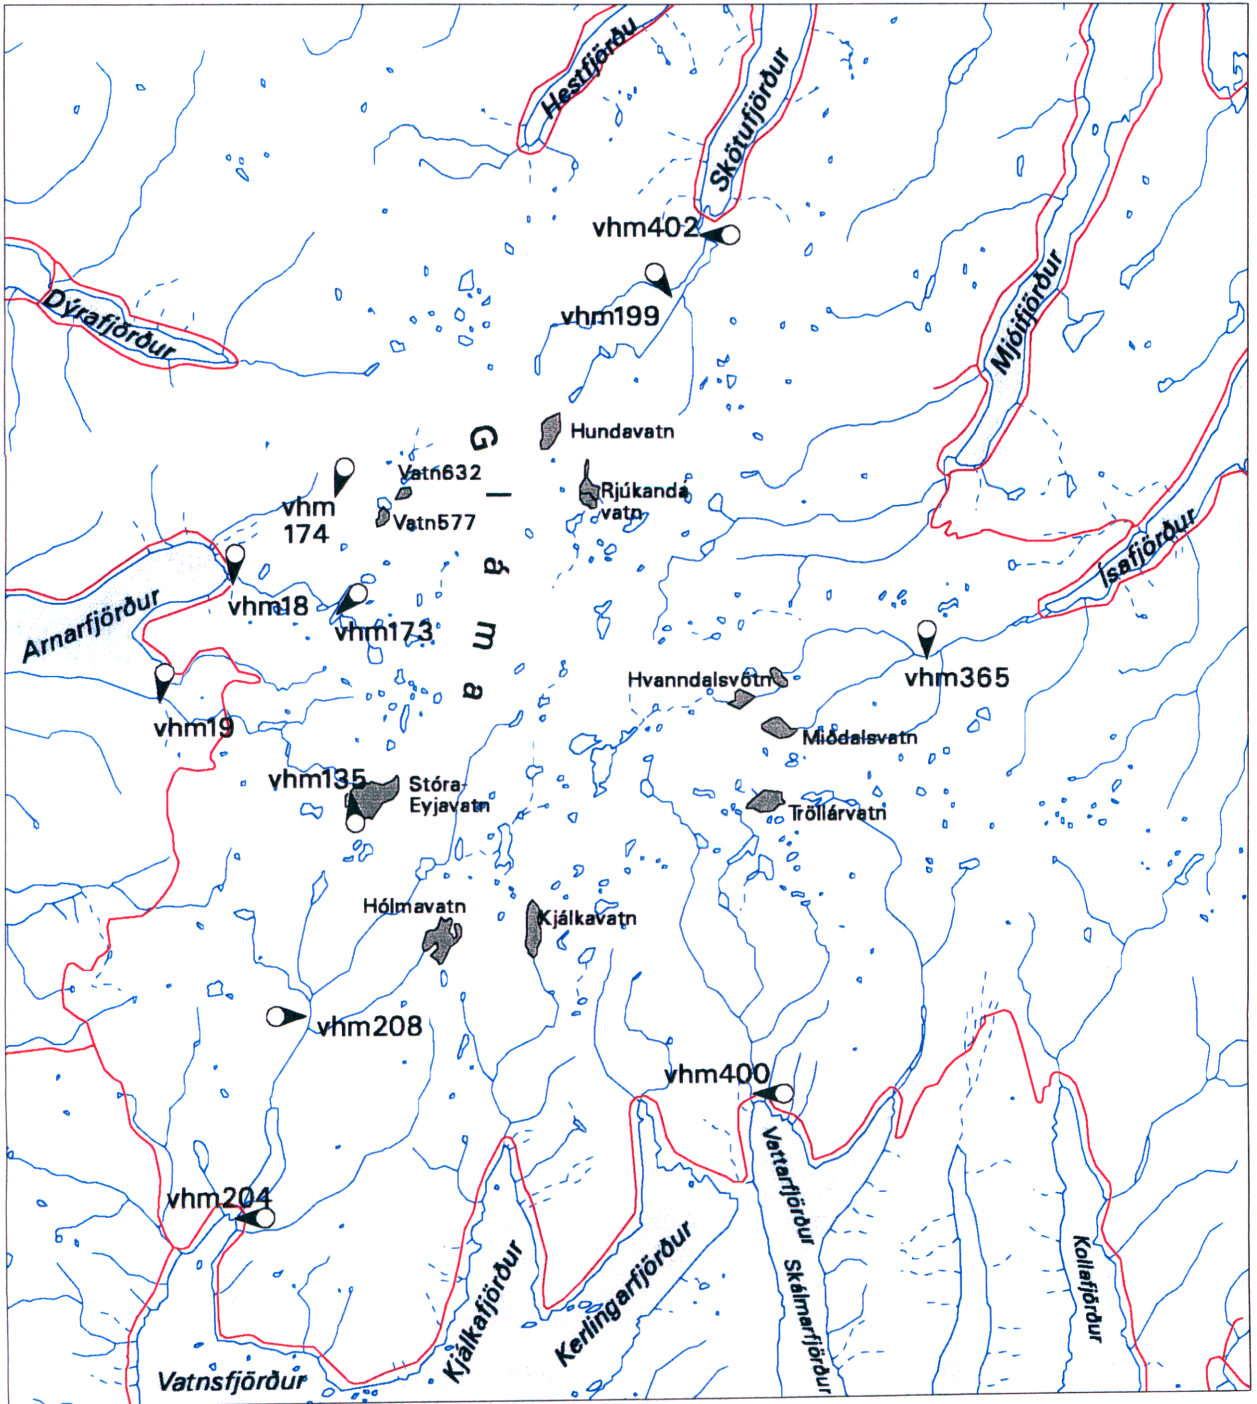 Hestfjörðu
Skötufjörður
vhm402
vhm199
Dýrafjörður
Mjóifjörður
Hundavatn
G
l
á
m
a
Vatn632
Rjúkanda
vatn
vhm
174
Vatn577
Ísafjörður
Arnarfjörður
vhm18
vhm173
vhm365
Hvanndalsvötn
vhm19
Miðdalsvatn
vhm135
Stóra-
Eyjavatn
Tröllárvatn
Hólmavatn
Kjálkavatn
vhm208
vhm400
Vattarfjörður
vhm204
Kjálkafjörður
Kerlingarfjörður
Skálmarfjörður
Kollafjörður
Vatnsfjörður